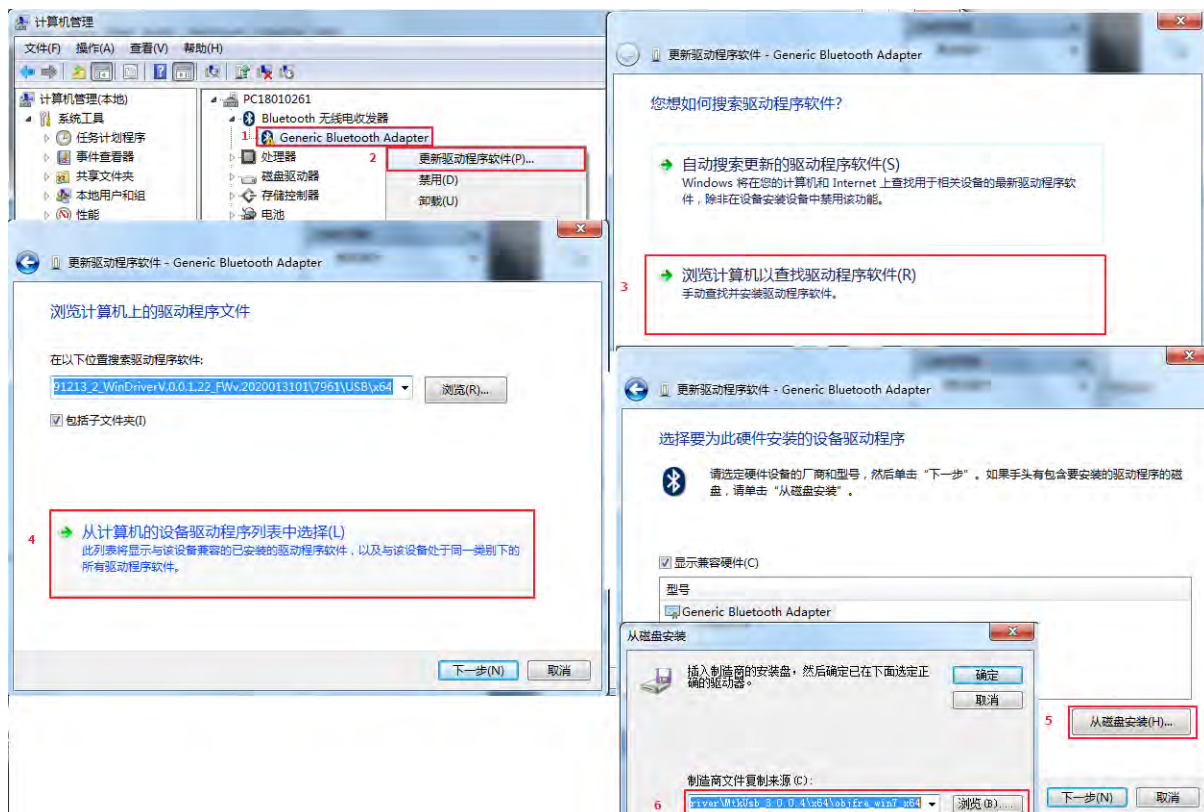 计算机管理
文件(F) 操作(A) 查看(V) 帮助(H)
计算机管理(本地)
系统工具
任务计划程序
事件查看器
共享文件夹
本地用户和组
性能
PC18010261
Bluetooth 无线电收发器
1 Generic Bluetooth Adapter
处理器
磁盘驱动器
存储控制器
电池
2 更新驱动程序软件(P)...
禁用(D)
卸载(U)
更新驱动程序软件 - Generic Bluetooth Adapter
您想如何搜索驱动程序软件?
自动搜索更新的驱动程序软件(S)
Windows 将在您的计算机和 Internet 上查找用于相关设备的最新驱动程序软
件，除非在设备安装设置中禁用该功能。
3 浏览计算机以查找驱动程序软件(R)
手动查找并安装驱动程序软件。
更新驱动程序软件 - Generic Bluetooth Adapter
浏览计算机上的驱动程序文件
在以下位置搜索驱动程序软件:
91213_2_WinDriverV.0.0.1.22_FWv.2020013101\7961\USB\x64
浏览(R)...
包括子文件夹(I)
4 从计算机的设备驱动程序列表中选择(L)
此列表将显示与该设备兼容的已安装的驱动程序软件，以及与该设备处于同一类别下的
所有驱动程序软件。
下一步(N) 取消
更新驱动程序软件 - Generic Bluetooth Adapter
选择要为此硬件安装的设备驱动程序
请选定硬件设备的厂商和型号，然后单击“下一步”。如果手头有包含要安装的驱动程序的磁
盘，请单击“从磁盘安装”。
显示兼容硬件(C)
型号
Generic Bluetooth Adapter
从磁盘安装
插入制造商的安装盘，然后确定已在下面选定正
确的驱动器。
确定
取消
5 从磁盘安装(H)...
制造商文件复制来源(C):
6 river\MtkUsb_3.0.0.4\x64\objfre_win7_x64
浏览(B)...
下一步(N) 取消